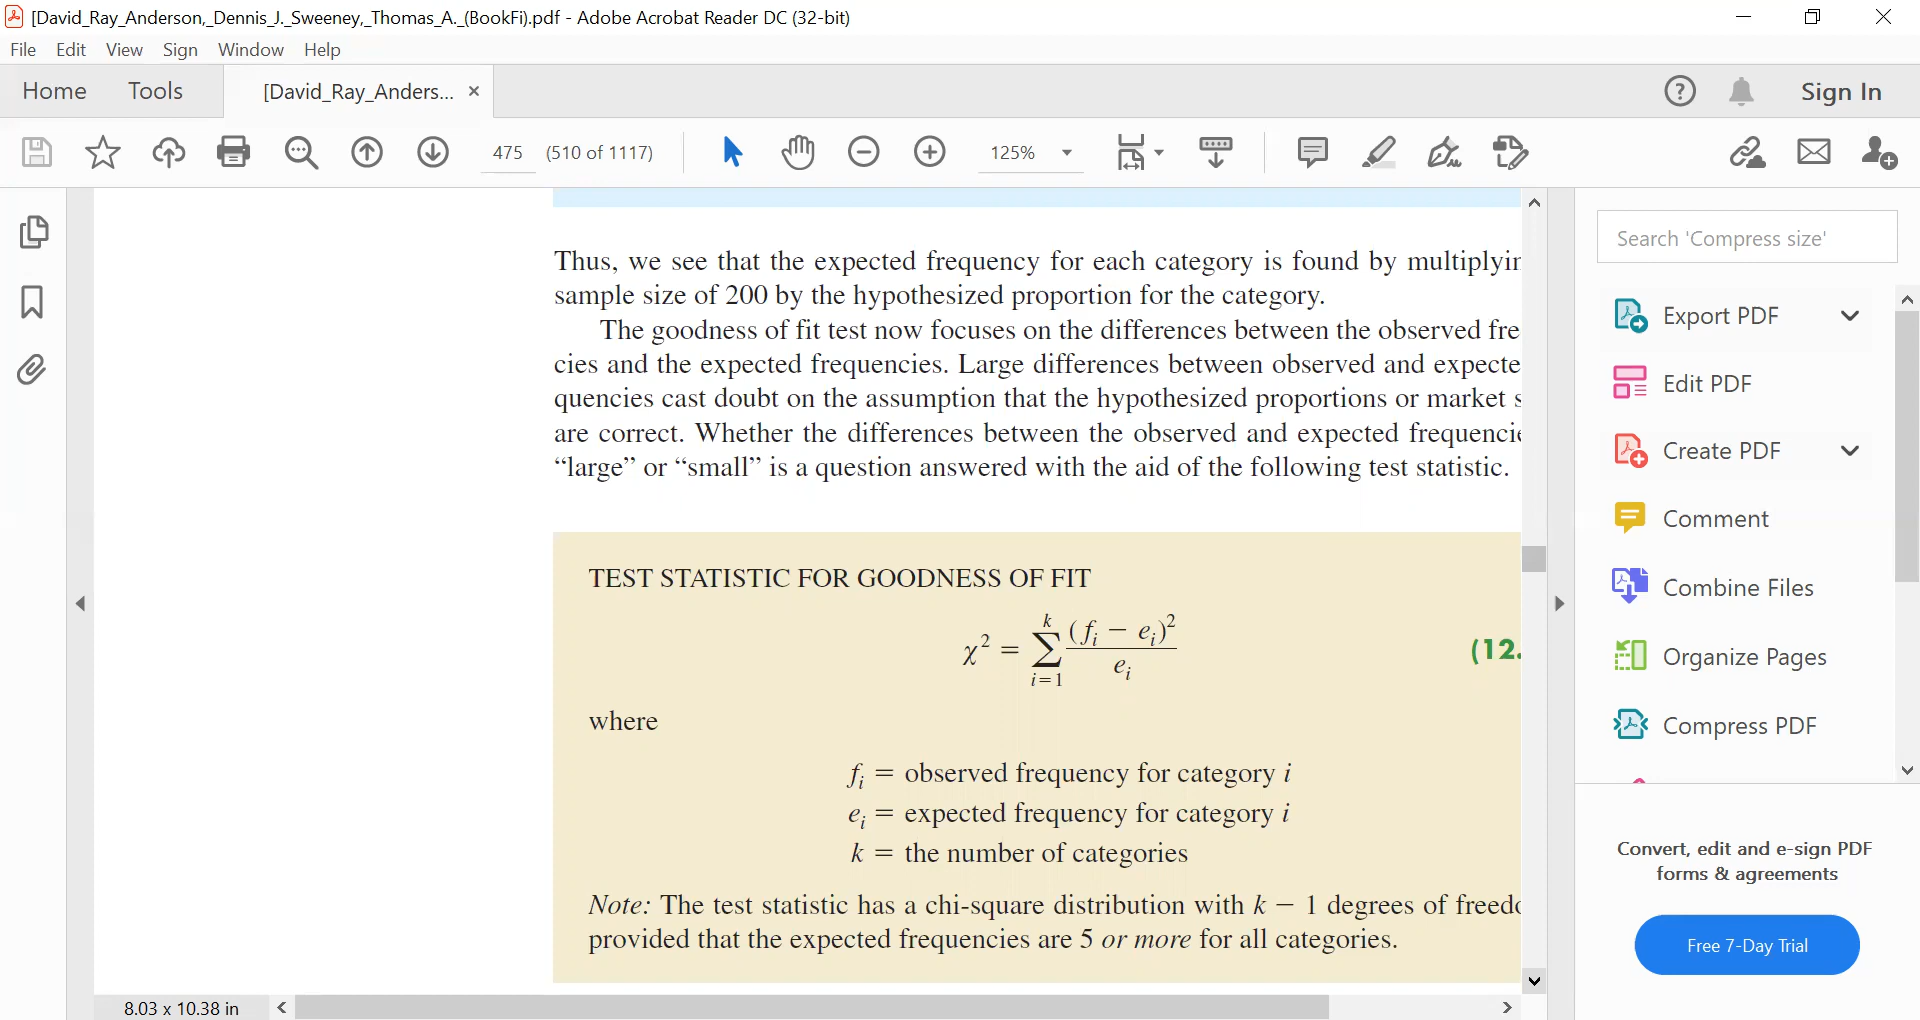 [David_Ray_Anderson,_Dennis_J._Sweeney,_Thomas_A._(BookFi).pdf - Adobe Acrobat Reader DC (32-bit)
File Edit View Sign Window Help
Home Tools [David_Ray_Anders... × Sign In
475 (510 of 1117) 125%
Thus, we see that the expected frequency for each category is found by multiplyin
sample size of 200 by the hypothesized proportion for the category.
The goodness of fit test now focuses on the differences between the observed fre
cies and the expected frequencies. Large differences between observed and expecte
quencies cast doubt on the assumption that the hypothesized proportions or market s
are correct. Whether the differences between the observed and expected frequencie
“large” or “small” is a question answered with the aid of the following test statistic.
TEST STATISTIC FOR GOODNESS OF FIT
χ² = ∑_{i=1}^{k} (f_i − e_i)² / e_i (12.
where
f_i = observed frequency for category i
e_i = expected frequency for category i
k = the number of categories
Note: The test statistic has a chi-square distribution with k − 1 degrees of freedo
provided that the expected frequencies are 5 or more for all categories.
8.03 x 10.38 in
Search 'Compress size'
Export PDF
Edit PDF
Create PDF
Comment
Combine Files
Organize Pages
Compress PDF
Convert, edit and e-sign PDF
forms & agreements
Free 7-Day Trial